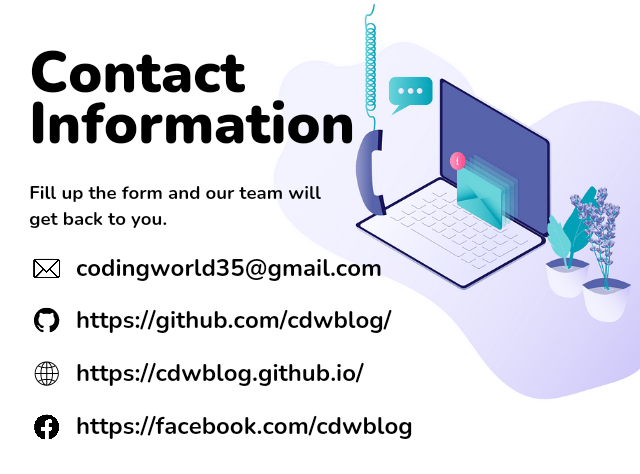 Contact
Information
Fill up the form and our team will
get back to you.
codingworld35@gmail.com
https://github.com/cdwblog/
https://cdwblog.github.io/
https://facebook.com/cdwblog